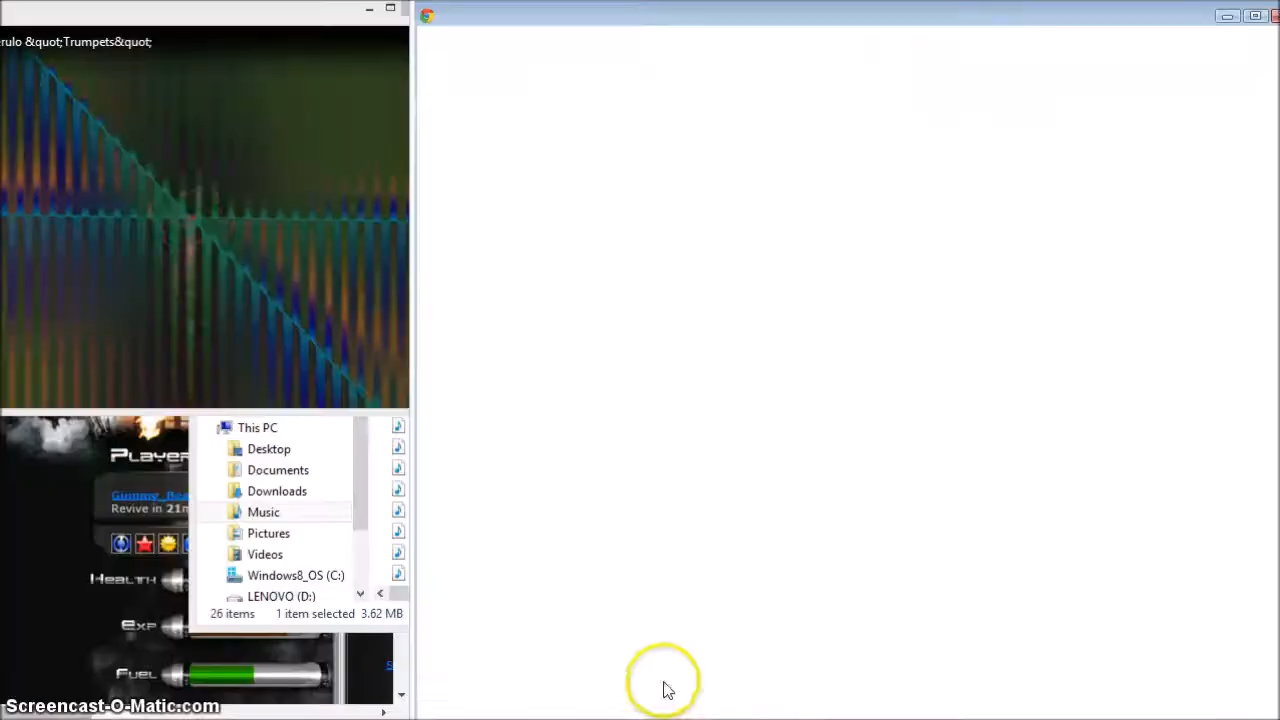 rulo &quot;Trumpets&quot;
Player
Revive in 21m
Health
Exp
Fuel
This PC
Desktop
Documents
Downloads
Music
Pictures
Videos
Windows8_OS (C:)
LENOVO (D:)
26 items 1 item selected 3.62 MB
Screencast-O-Matic.com